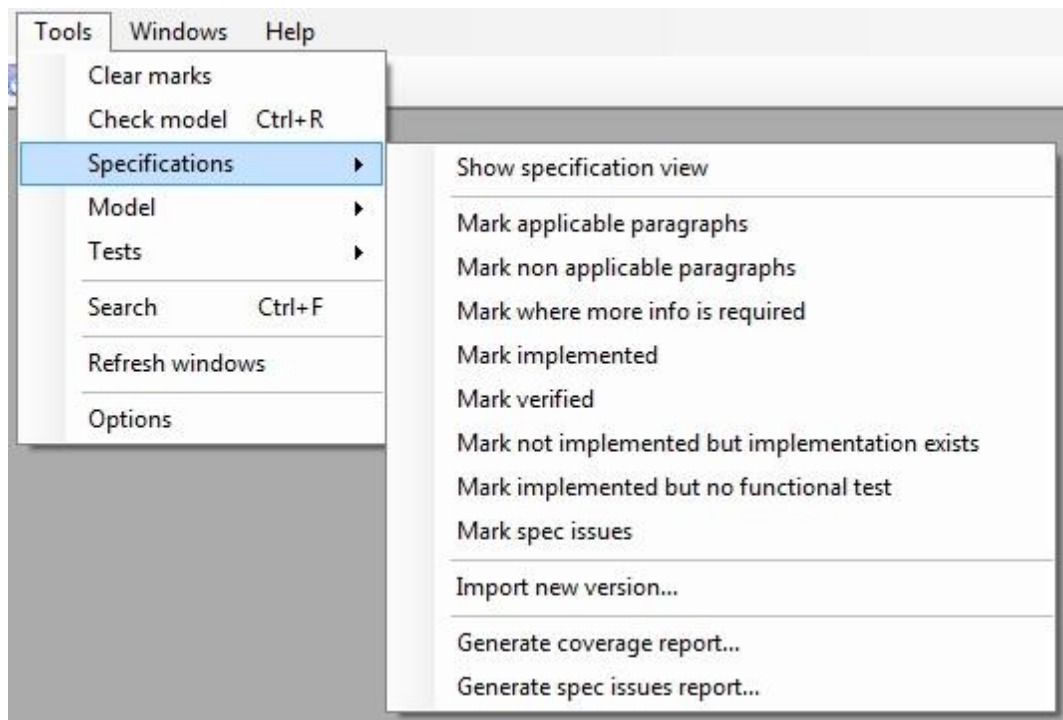 Tools Windows Help
Clear marks
Check model Ctrl+R
Specifications
Model
Tests
Search Ctrl+F
Refresh windows
Options
Show specification view
Mark applicable paragraphs
Mark non applicable paragraphs
Mark where more info is required
Mark implemented
Mark verified
Mark not implemented but implementation exists
Mark implemented but no functional test
Mark spec issues
Import new version...
Generate coverage report...
Generate spec issues report...